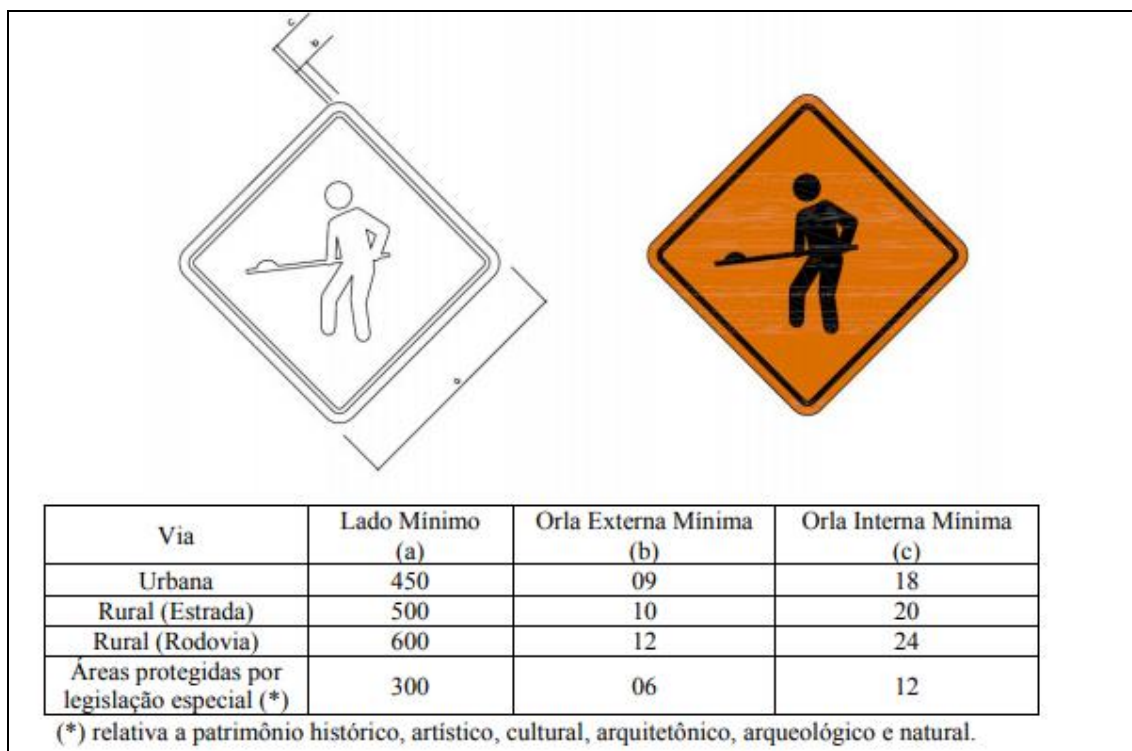 c
b
a
Via
Lado Mínimo
(a)
Orla Externa Mínima
(b)
Orla Interna Mínima
(c)
Urbana
450
09
18
Rural (Estrada)
500
10
20
Rural (Rodovia)
600
12
24
Áreas protegidas por
legislação especial (*)
300
06
12
(*) relativa a patrimônio histórico, artístico, cultural, arquitetônico, arqueológico e natural.